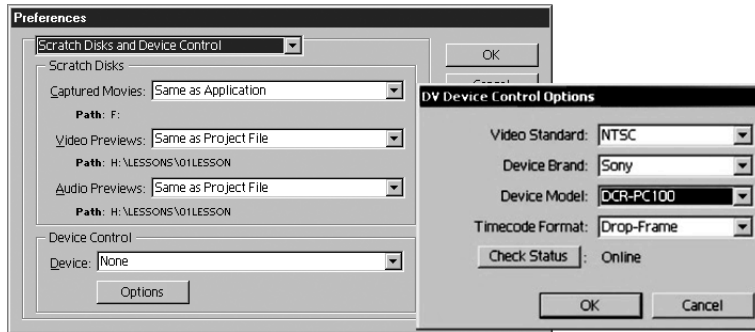 Preferences
Scratch Disks and Device Control
OK
Scratch Disks
Captured Movies: Same as Application
Path: F:
Video Previews: Same as Project File
Path: H:\LESSONS\01LESSON
Audio Previews: Same as Project File
Path: H:\LESSONS\01LESSON
Device Control
Device: None
Options
DV Device Control Options
Video Standard: NTSC
Device Brand: Sony
Device Model: DCR-PC100
Timecode Format: Drop-Frame
Check Status : Online
OK Cancel